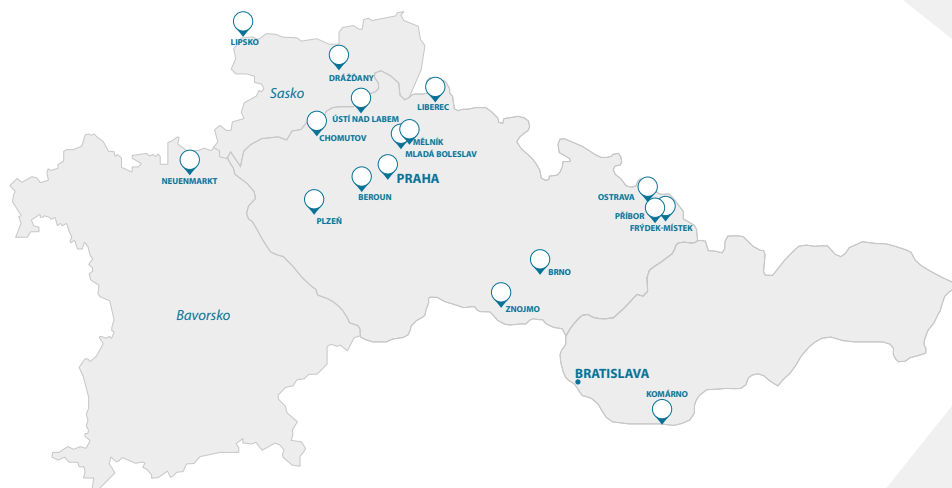 LIPSKO
DRÁŽĎANY
Sasko
LIBEREC
ÚSTÍ NAD LABEM
CHOMUTOV
MĚLNÍK
MLADÁ BOLESLAV
NEUENMARKT
PRAHA
BEROUN
PLZEŇ
OSTRAVA
PŘÍBOR
FRÝDEK-MÍSTEK
BRNO
ZNOJMO
Bavorsko
BRATISLAVA
KOMÁRNO